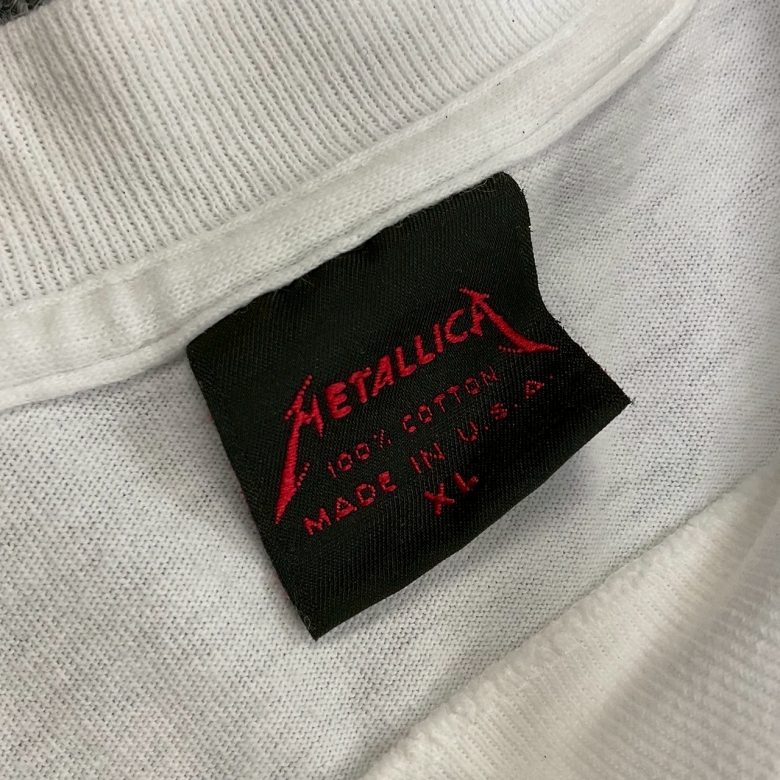 METALLICA
100% COTTON
MADE IN U.S.A.
XL